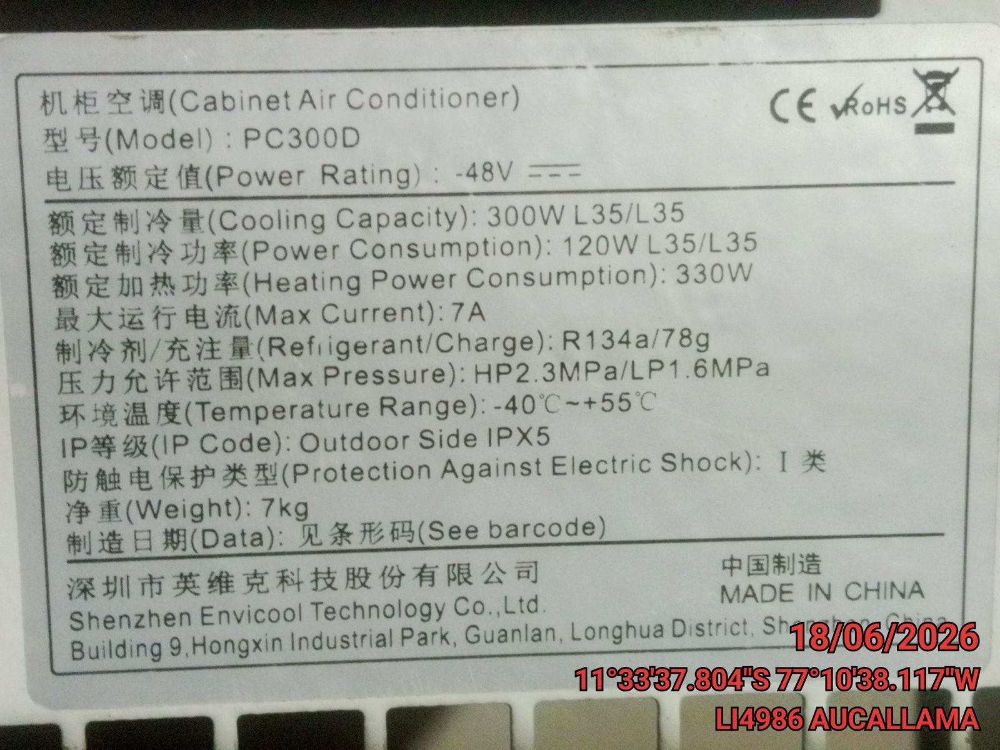 机柜空调(Cabinet Air Conditioner)
CE RoHS
型号(Model) : PC300D
电压额定值(Power Rating) : -48V
额定制冷量(Cooling Capacity): 300W L35/L35
额定制冷功率(Power Consumption): 120W L35/L35
额定加热功率(Heating Power Consumption): 330W
最大运行电流(Max Current): 7A
制冷剂/充注量(Refrigerant/Charge): R134a/78g
压力允许范围(Max Pressure): HP2.3MPa/LP1.6MPa
环境温度(Temperature Range): -40℃~+55℃
IP等级(IP Code): Outdoor Side IPX5
防触电保护类型(Protection Against Electric Shock): I 类
净重(Weight): 7kg
制造日期(Data): 见条形码(See barcode)
深圳市英维克科技股份有限公司
中国制造
Shenzhen Envicool Technology Co.,Ltd.
MADE IN CHINA
Building 9,Hongxin Industrial Park, Guanlan, Longhua District, Shenzhen, China
18/06/2026
11°33'37.804"S 77°10'38.117"W
LI4986 AUCALLAMA